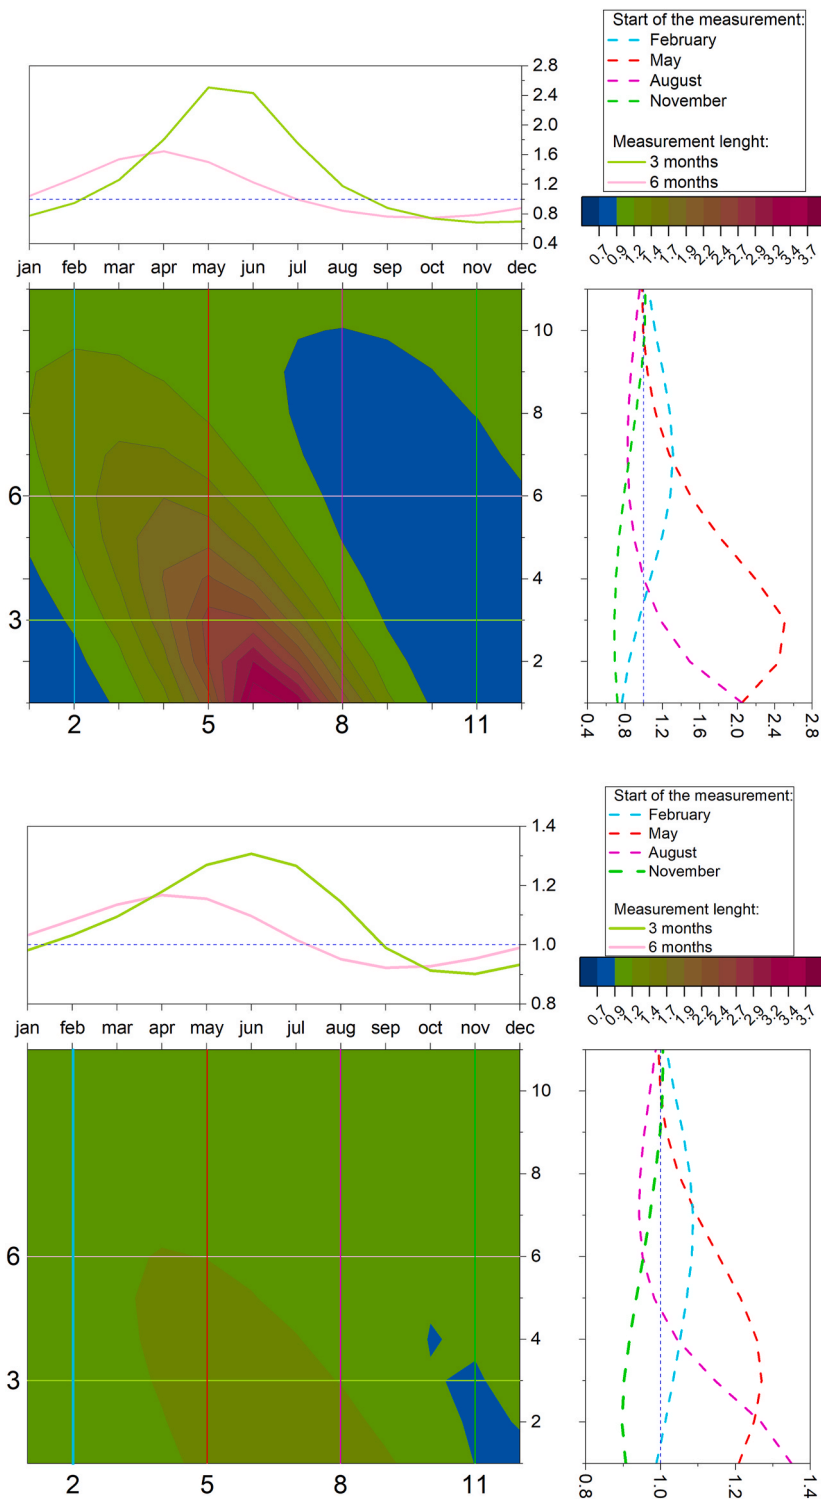 Start of the measurement:
February
May
August
November
Measurement lenght:
3 months
6 months
2.8
2.4
2.0
1.6
1.2
0.8
0.4
0.7 0.9 1.2 1.4 1.7 1.9 2.2 2.4 2.7 2.9 3.2 3.4 3.7
jan feb mar apr may jun jul aug sep oct nov dec
10
8
6 6
4
3
2
2 5 8 11
0.4 0.8 1.2 1.6 2.0 2.4 2.8
Start of the measurement:
February
May
August
November
Measurement lenght:
3 months
6 months
1.4
1.2
1.0
0.8
0.7 0.9 1.2 1.4 1.7 1.9 2.2 2.4 2.7 2.9 3.2 3.4 3.7
jan feb mar apr may jun jul aug sep oct nov dec
10
8
6 6
4
3
2
2 5 8 11
0.8 1.0 1.2 1.4